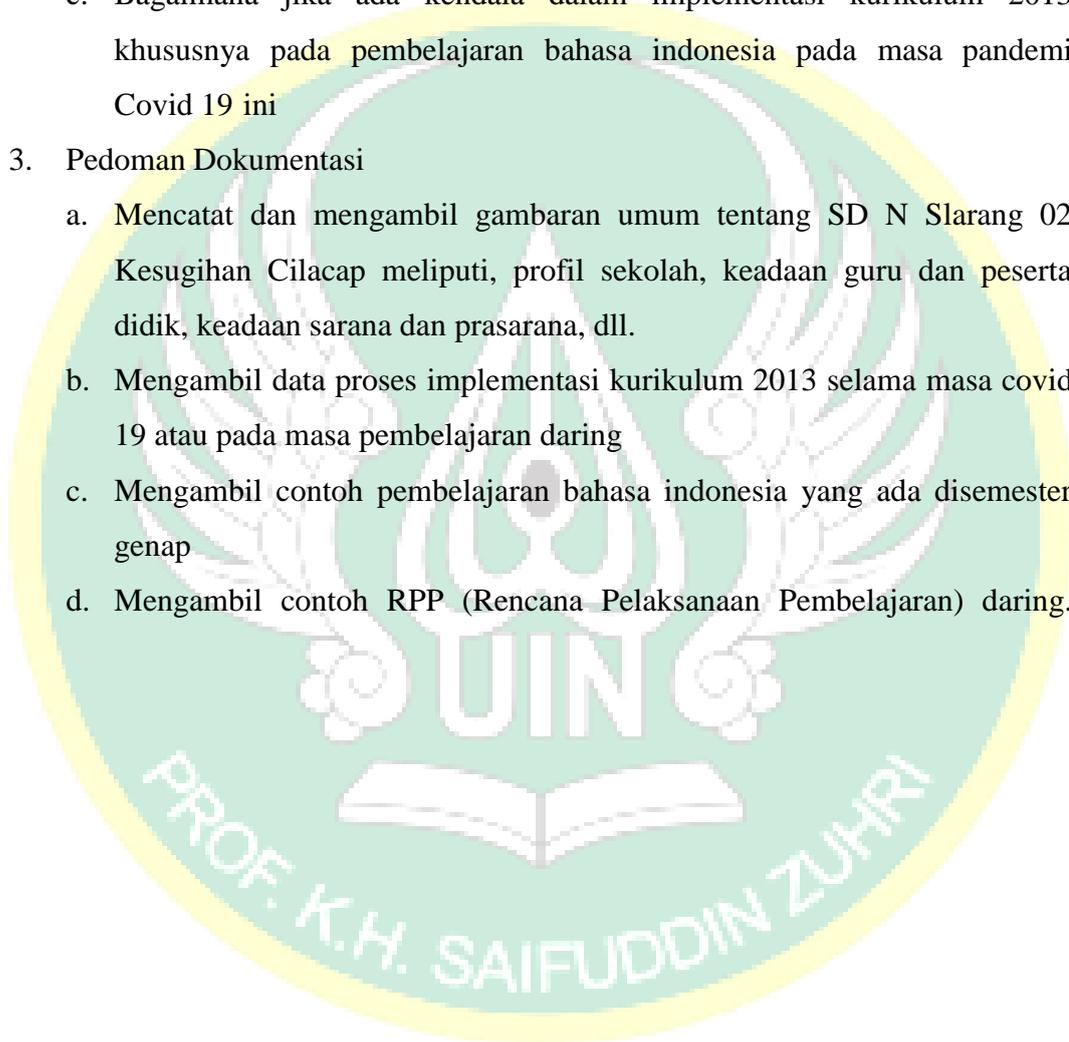 Bagaimana jika ada kendala dalam implementasi kurikulum 2013
khususnya pada pembelajaran bahasa indonesia pada masa pandemi
Covid 19 ini
3. Pedoman Dokumentasi
a. Mencatat dan mengambil gambaran umum tentang SD N Slarang 02
Kesugihan Cilacap meliputi, profil sekolah, keadaan guru dan peserta
didik, keadaan sarana dan prasarana, dll.
b. Mengambil data proses implementasi kurikulum 2013 selama masa covid
19 atau pada masa pembelajaran daring
c. Mengambil contoh pembelajaran bahasa indonesia yang ada disemester
genap
d. Mengambil contoh RPP (Rencana Pelaksanaan Pembelajaran) daring.
UIN
PROF. K.H. SAIFUDDIN ZUHRI